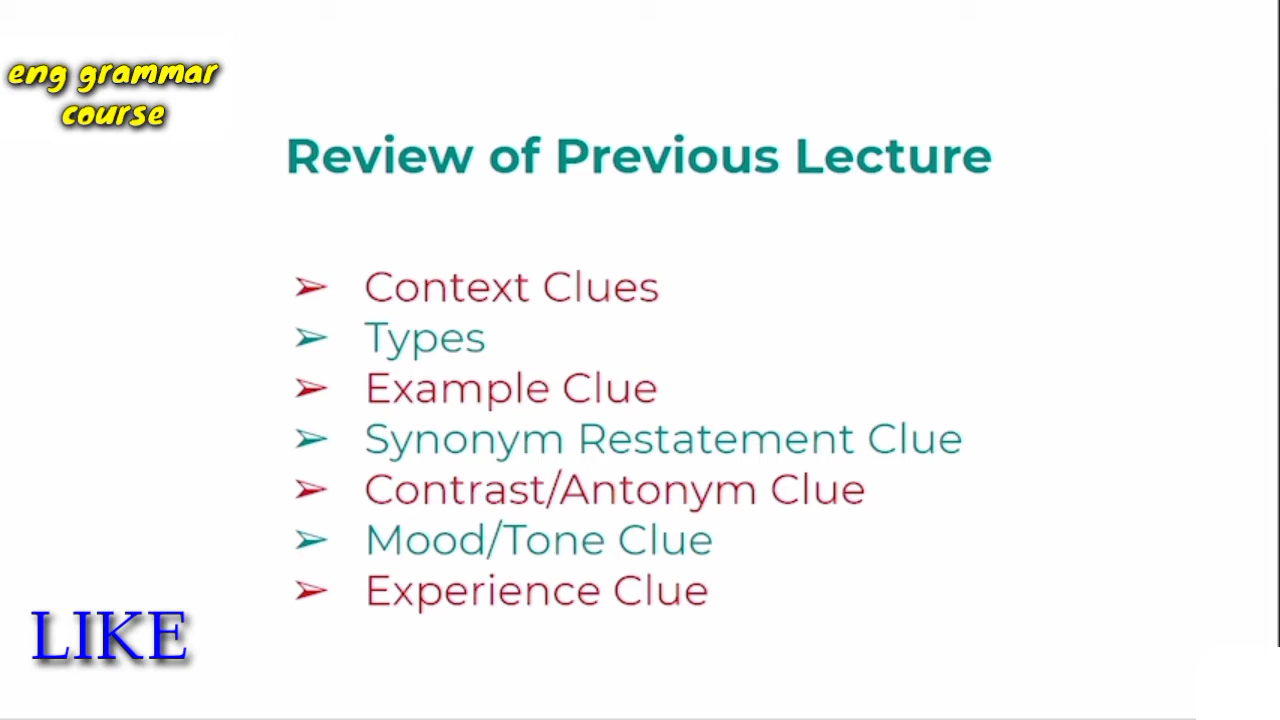 eng grammar
course
Review of Previous Lecture
➢ Context Clues
➢ Types
➢ Example Clue
➢ Synonym Restatement Clue
➢ Contrast/Antonym Clue
➢ Mood/Tone Clue
➢ Experience Clue
LIKE